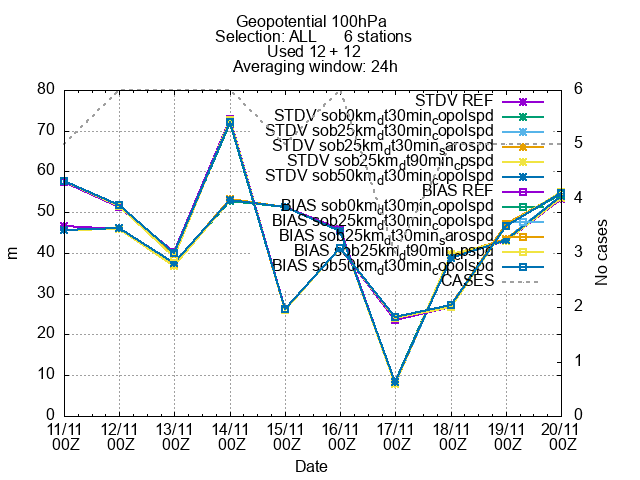 Geopotential 100hPa
Selection: ALL 6 stations
Used 12 + 12
Averaging window: 24h
STDV REF
STDV sob0km_dt30min_copolspd
STDV sob25km_dt30min_copolspd
STDV sob25km_dt30min_sarospd
STDV sob25km_dt90min_cpspd
STDV sob50km_dt30min_copolspd
BIAS REF
BIAS sob0km_dt30min_copolspd
BIAS sob25km_dt30min_copolspd
BIAS sob25km_dt30min_sarospd
BIAS sob25km_dt90min_cpspd
BIAS sob50km_dt30min_copolspd
CASES
80
70
60
50
40
30
20
10
0
m
6
5
4
3
2
1
0
No cases
11/11 12/11 13/11 14/11 15/11 16/11 17/11 18/11 19/11 20/11
00Z 00Z 00Z 00Z 00Z 00Z 00Z 00Z 00Z 00Z
Date